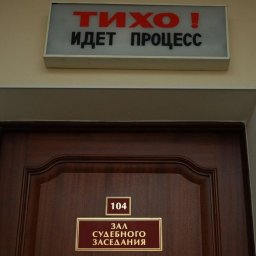 ТИХО !
ИДЕТ ПРОЦЕСС
104
ЗАЛ
СУДЕБНОГО
ЗАСЕДАНИЯ